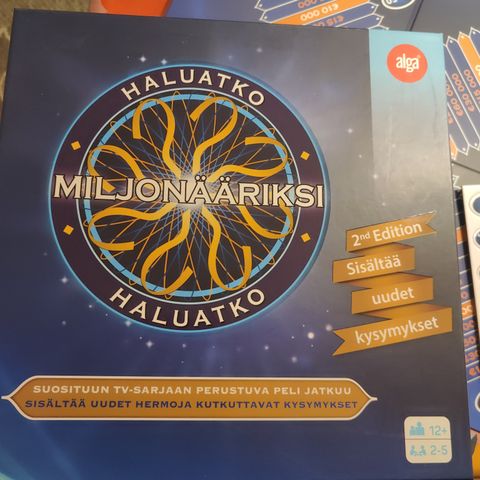 alga
HALUATKO
MILJONÄÄRIKSI
HALUATKO
2nd Edition
Sisältää
uudet
kysymykset
SUOSITUUN TV-SARJAAN PERUSTUVA PELI JATKUU
SISÄLTÄÄ UUDET HERMOJA KUTKUTTAVAT KYSYMYKSET
12+
2-5